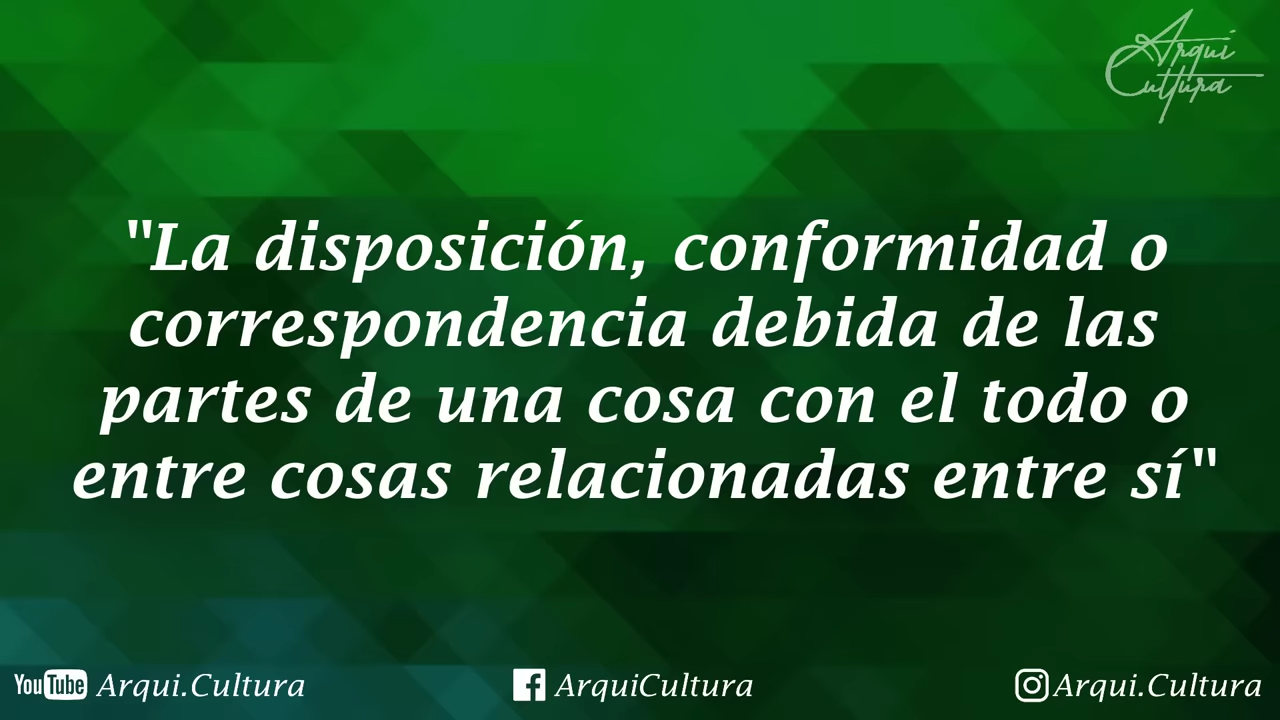 Arqui
Cultura
"La disposición, conformidad o
correspondencia debida de las
partes de una cosa con el todo o
entre cosas relacionadas entre sí"
YouTube Arqui.Cultura
ArquiCultura
Arqui.Cultura